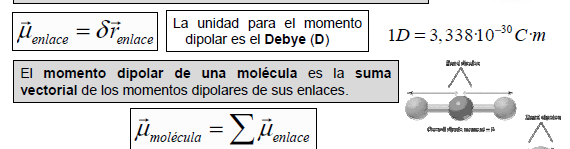 μ⃗enlace = δr⃗enlace
La unidad para el momento
dipolar es el Debye (D)
1D = 3,338·10⁻³⁰ C·m
El momento dipolar de una molécula es la suma
vectorial de los momentos dipolares de sus enlaces.
μ⃗molécula = ∑ μ⃗enlace